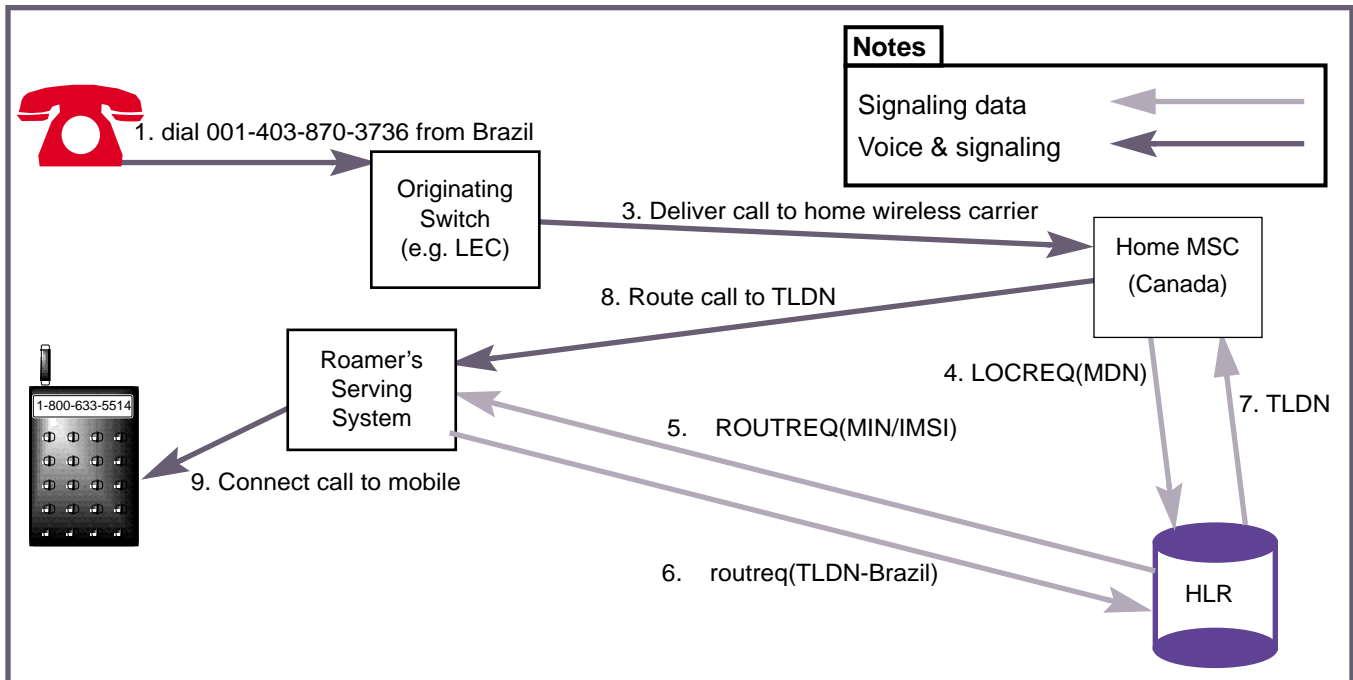 Notes
Signaling data
Voice & signaling
1. dial 001-403-870-3736 from Brazil
Originating
Switch
(e.g. LEC)
3. Deliver call to home wireless carrier
Home MSC
(Canada)
8. Route call to TLDN
Roamer’s
Serving
System
4. LOCREQ(MDN)
7. TLDN
1-800-633-5514
5. ROUTREQ(MIN/IMSI)
9. Connect call to mobile
6. routreq(TLDN-Brazil)
HLR